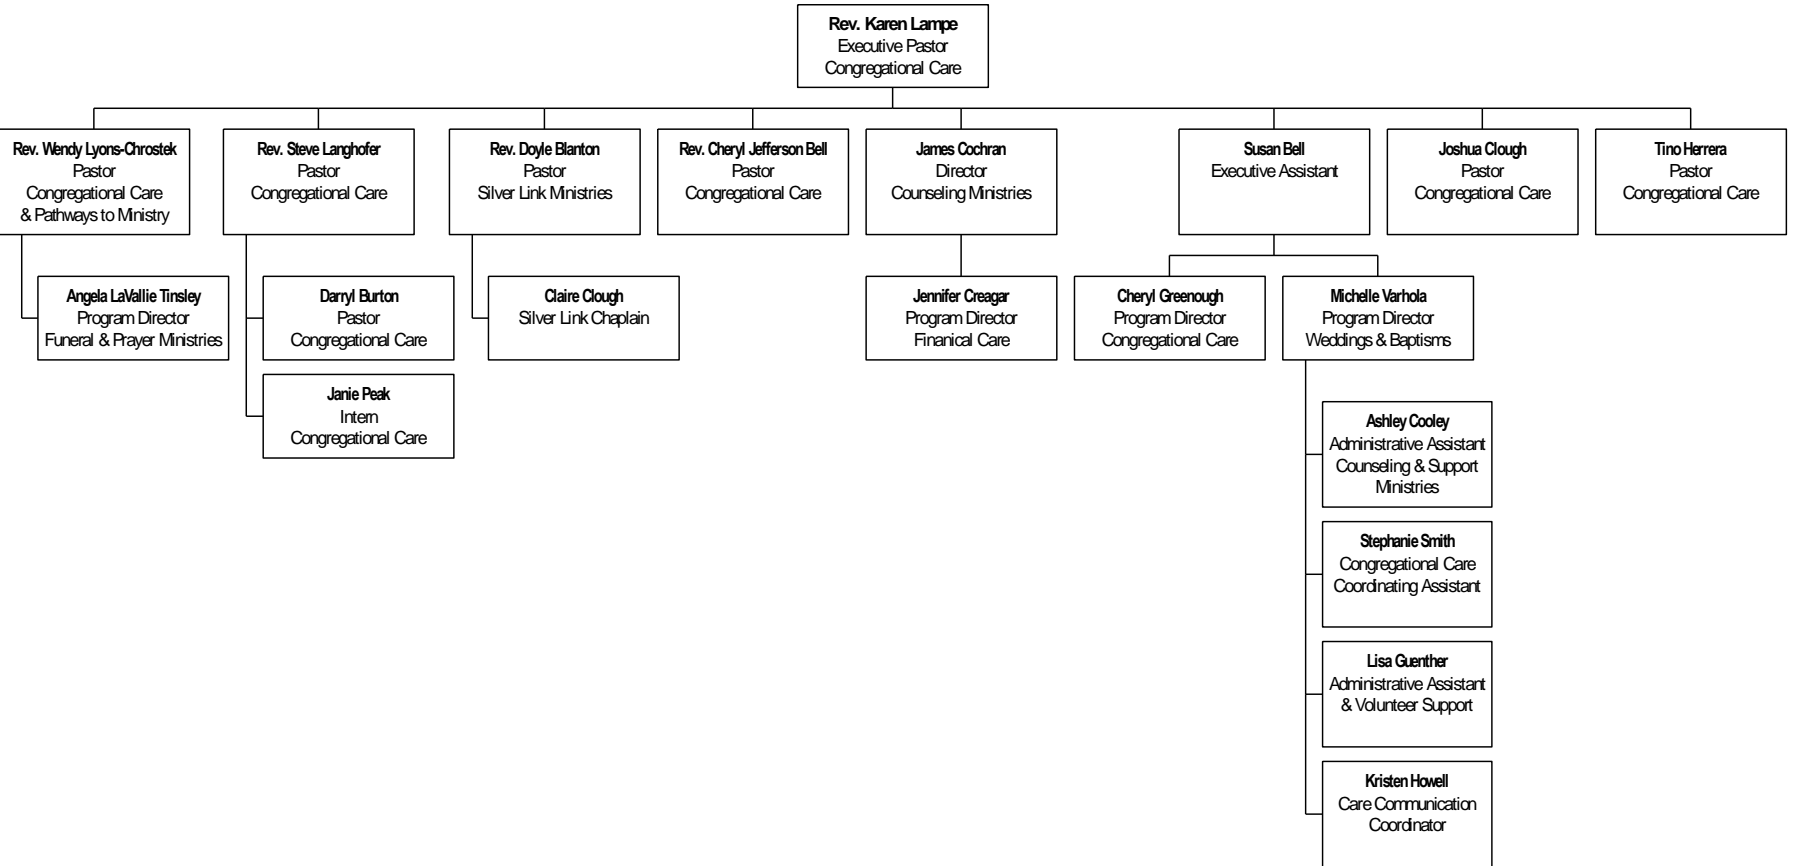 Rev. Karen Lampe
Executive Pastor
Congregational Care
Rev. Wendy Lyons-Chrostek
Pastor
Congregational Care
& Pathways to Ministry
Rev. Steve Langhofer
Pastor
Congregational Care
Rev. Doyle Blanton
Pastor
Silver Link Ministries
Rev. Cheryl Jefferson Bell
Pastor
Congregational Care
James Cochran
Director
Counseling Ministries
Susan Bell
Executive Assistant
Joshua Clough
Pastor
Congregational Care
Tino Herrera
Pastor
Congregational Care
Angela LaVallie Tinsley
Program Director
Funeral & Prayer Ministries
Darryl Burton
Pastor
Congregational Care
Claire Clough
Silver Link Chaplain
Jennifer Creagar
Program Director
Finanical Care
Cheryl Greenough
Program Director
Congregational Care
Michelle Varhola
Program Director
Weddings & Baptisms
Janie Peak
Intern
Congregational Care
Ashley Cooley
Administrative Assistant
Counseling & Support
Ministries
Stephanie Smith
Congregational Care
Coordinating Assistant
Lisa Guenther
Administrative Assistant
& Volunteer Support
Kristen Howell
Care Communication
Coordinator